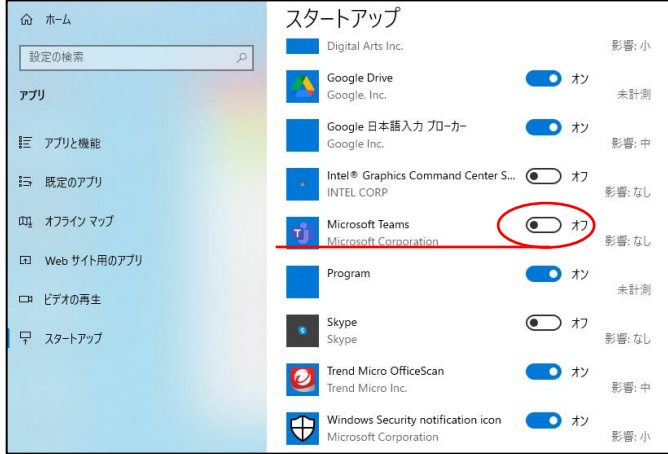 ホーム
スタートアップ
Digital Arts Inc.
影響: 小
設定の検索
アプリ
Google Drive
オン
Google, Inc.
未計測
アプリと機能
Google 日本語入力 ブローカー
オン
Google Inc.
影響: 中
既定のアプリ
Intel® Graphics Command Center S...
オフ
INTEL CORP
影響: なし
オフライン マップ
Microsoft Teams
オフ
Microsoft Corporation
影響: なし
Web サイト用のアプリ
Program
オン
未計測
ビデオの再生
Skype
オフ
Skype
影響: なし
スタートアップ
Trend Micro OfficeScan
オン
Trend Micro Inc.
影響: 中
Windows Security notification icon
オン
Microsoft Corporation
影響: 小